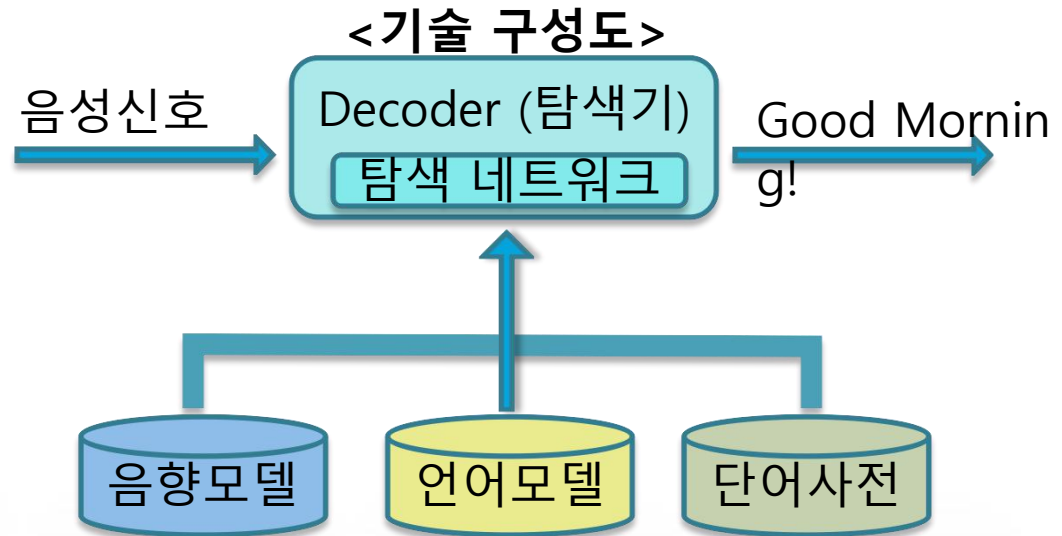 <기술 구성도>
음성신호
Decoder (탐색기)
탐색 네트워크
Good Mornin
g!
음향모델
언어모델
단어사전